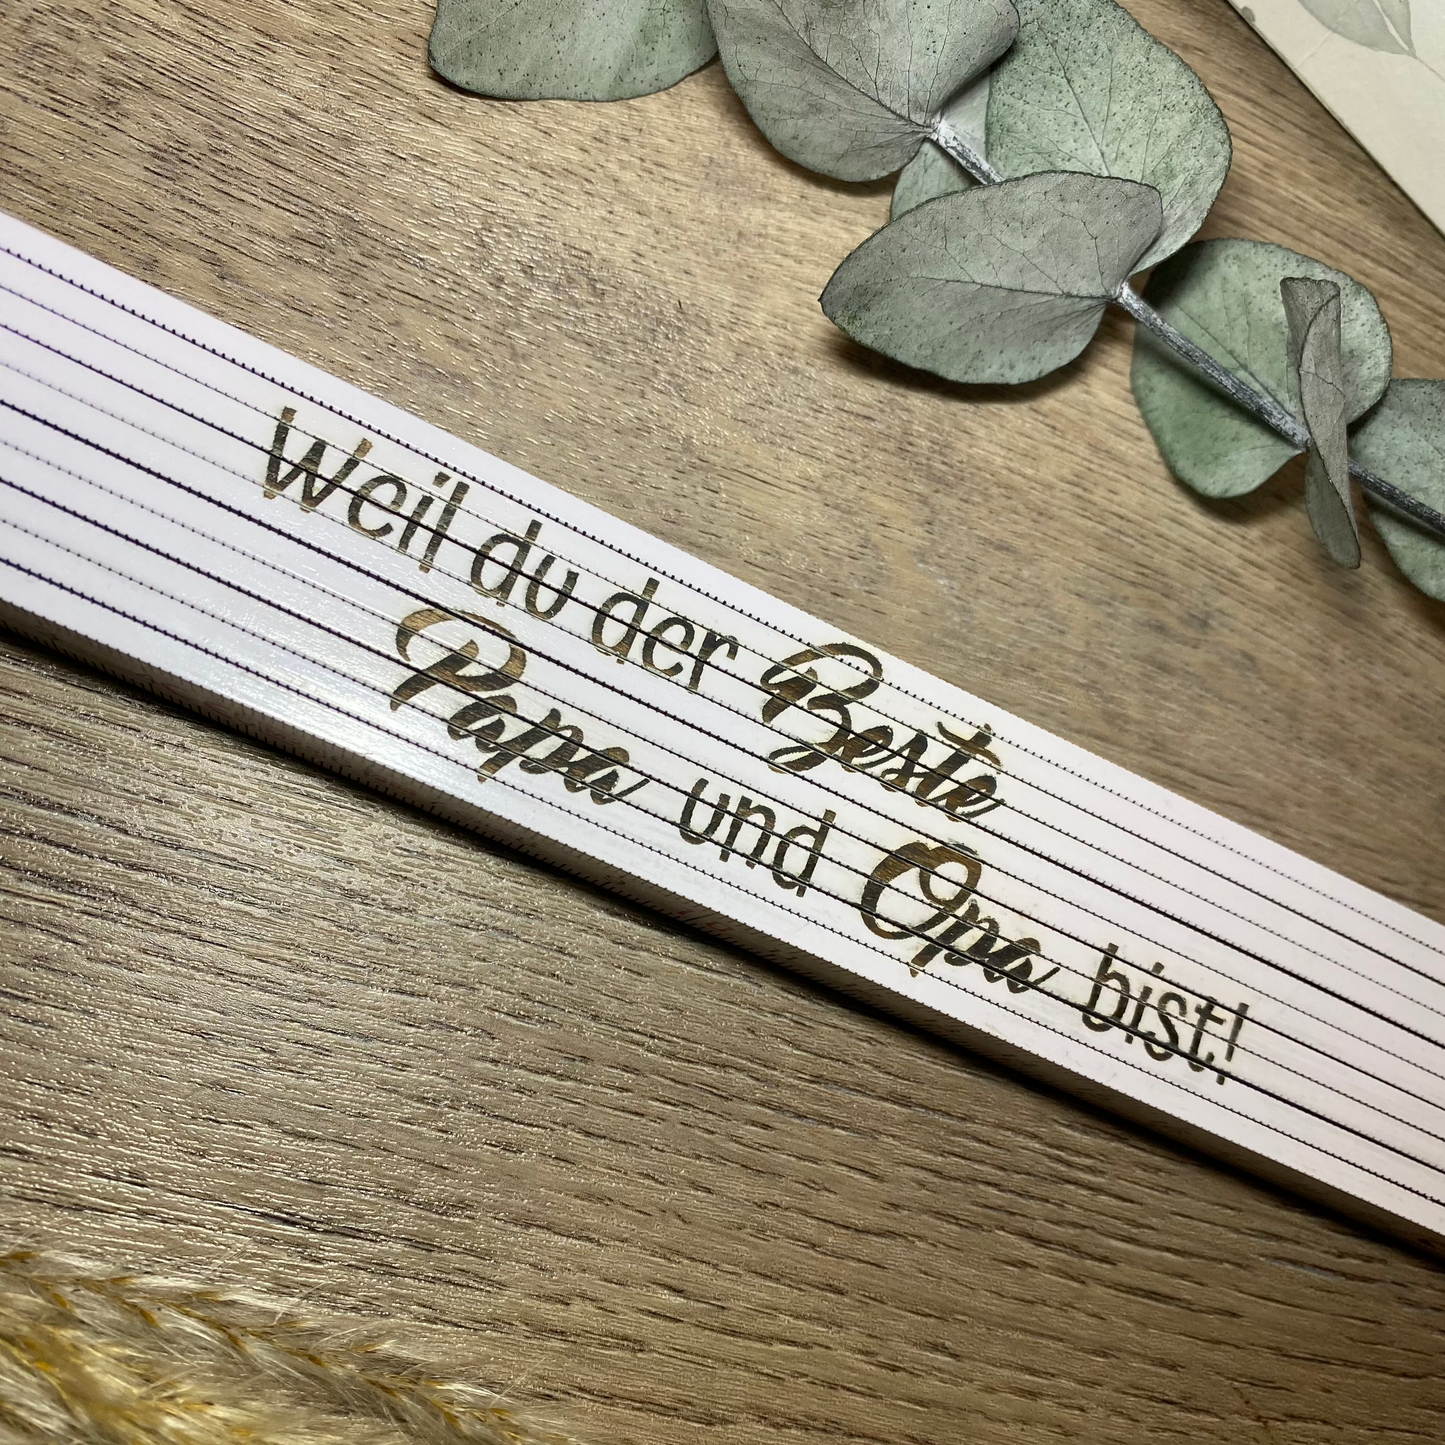 Weil du der Beste
Papa und Opa bist!